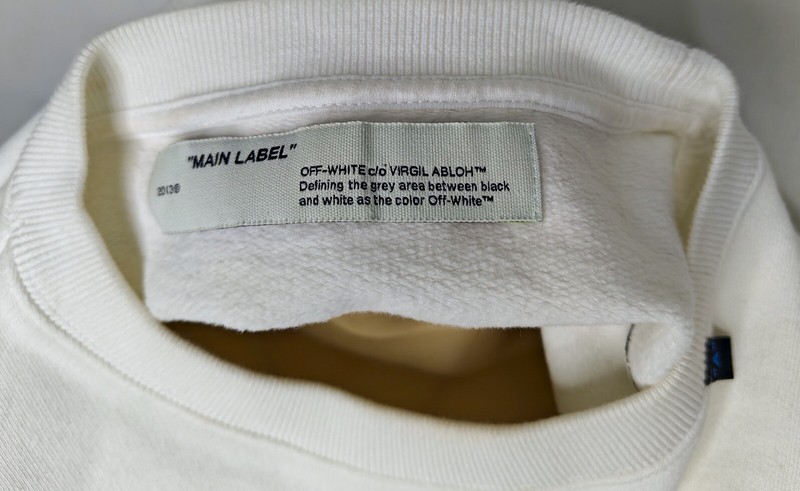 "MAIN LABEL"
2013®
OFF-WHITE c/o VIRGIL ABLOH™
Defining the grey area between black
and white as the color Off-White™